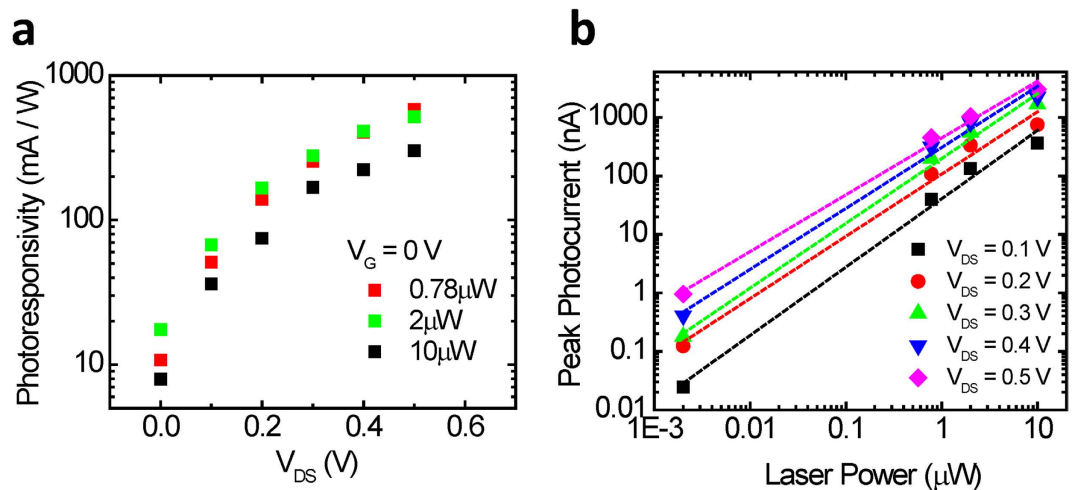 a
Photoresponsivity (mA / W)
1000
100
10
0.0
0.2
0.4
0.6
V_DS (V)
V_G = 0 V
0.78μW
2μW
10μW
b
Peak Photocurrent (nA)
1000
100
10
1
0.1
0.01
1E-3
0.01
0.1
1
10
Laser Power (μW)
V_DS = 0.1 V
V_DS = 0.2 V
V_DS = 0.3 V
V_DS = 0.4 V
V_DS = 0.5 V